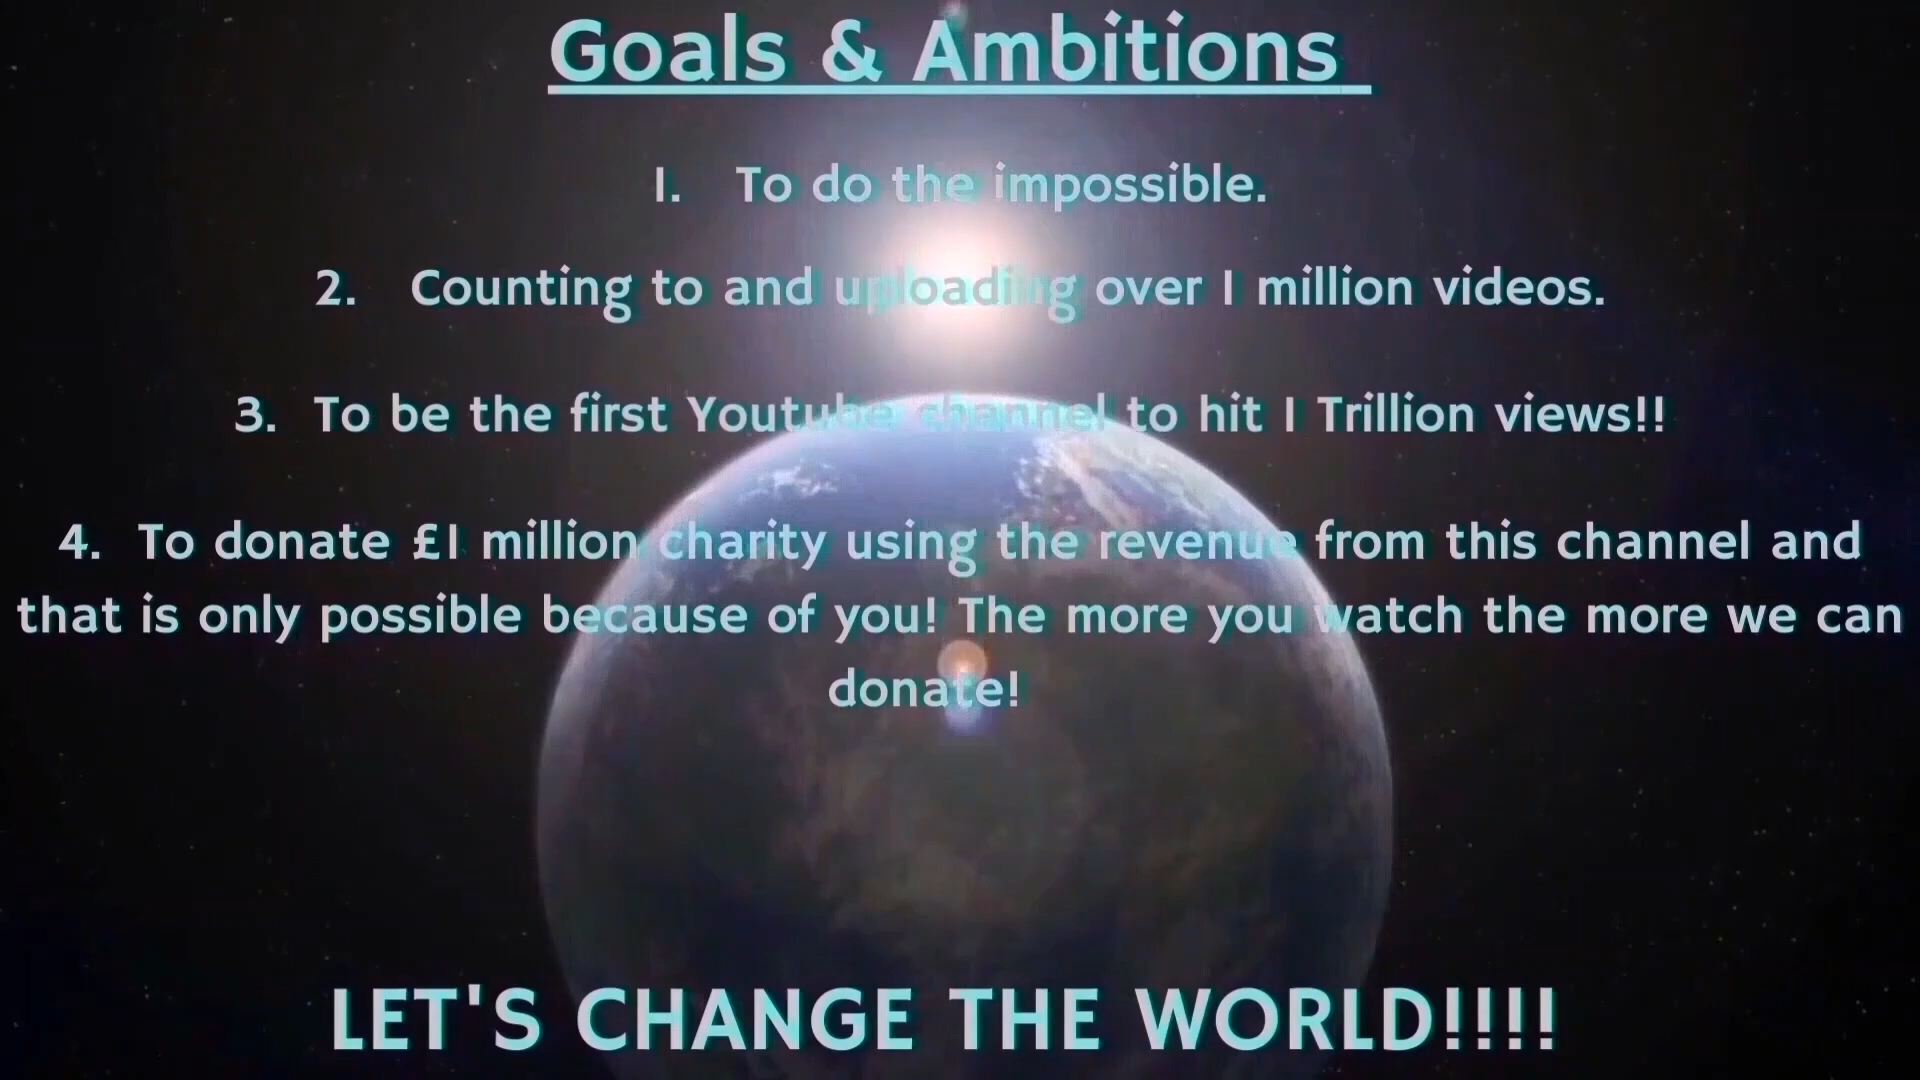 Goals & Ambitions
1. To do the impossible.
2. Counting to and uploading over 1 million videos.
3. To be the first Youtube channel to hit 1 Trillion views!!
4. To donate £1 million charity using the revenue from this channel and
that is only possible because of you! The more you watch the more we can
donate!
LET'S CHANGE THE WORLD!!!!